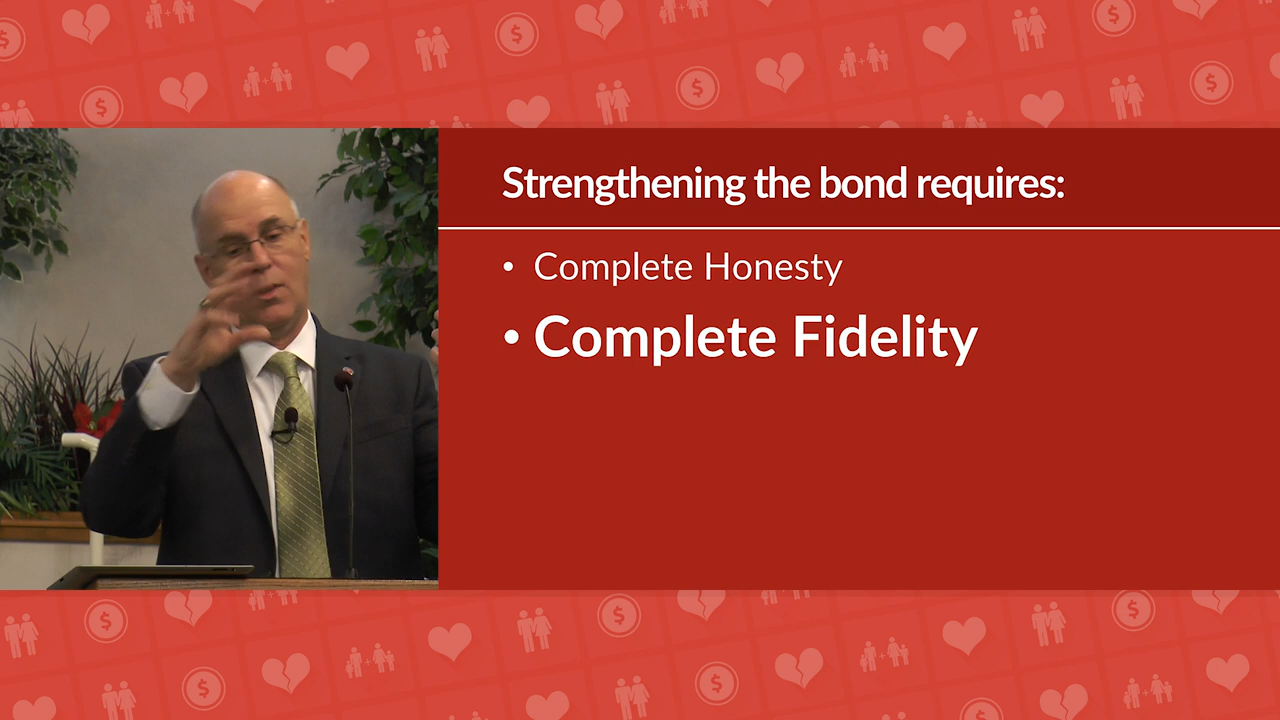 Strengthening the bond requires:
• Complete Honesty
• Complete Fidelity